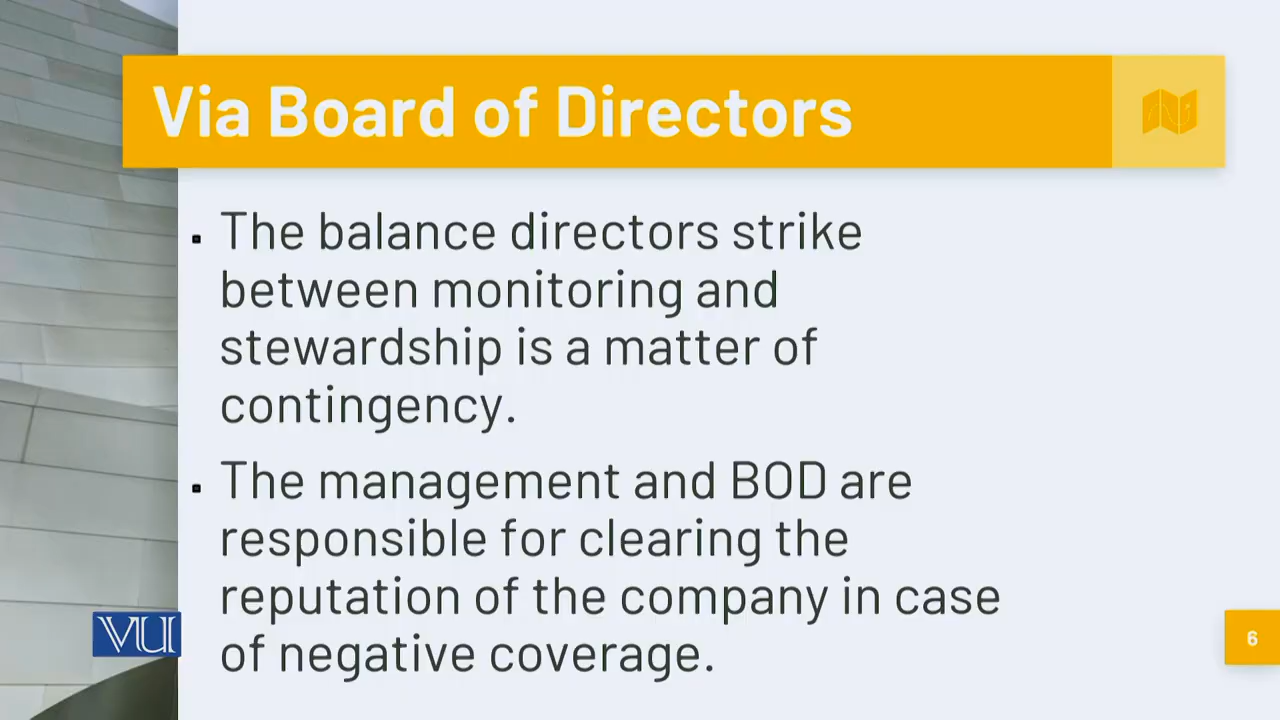 Via Board of Directors
▪ The balance directors strike
between monitoring and
stewardship is a matter of
contingency.
▪ The management and BOD are
responsible for clearing the
reputation of the company in case
of negative coverage.
VU
6